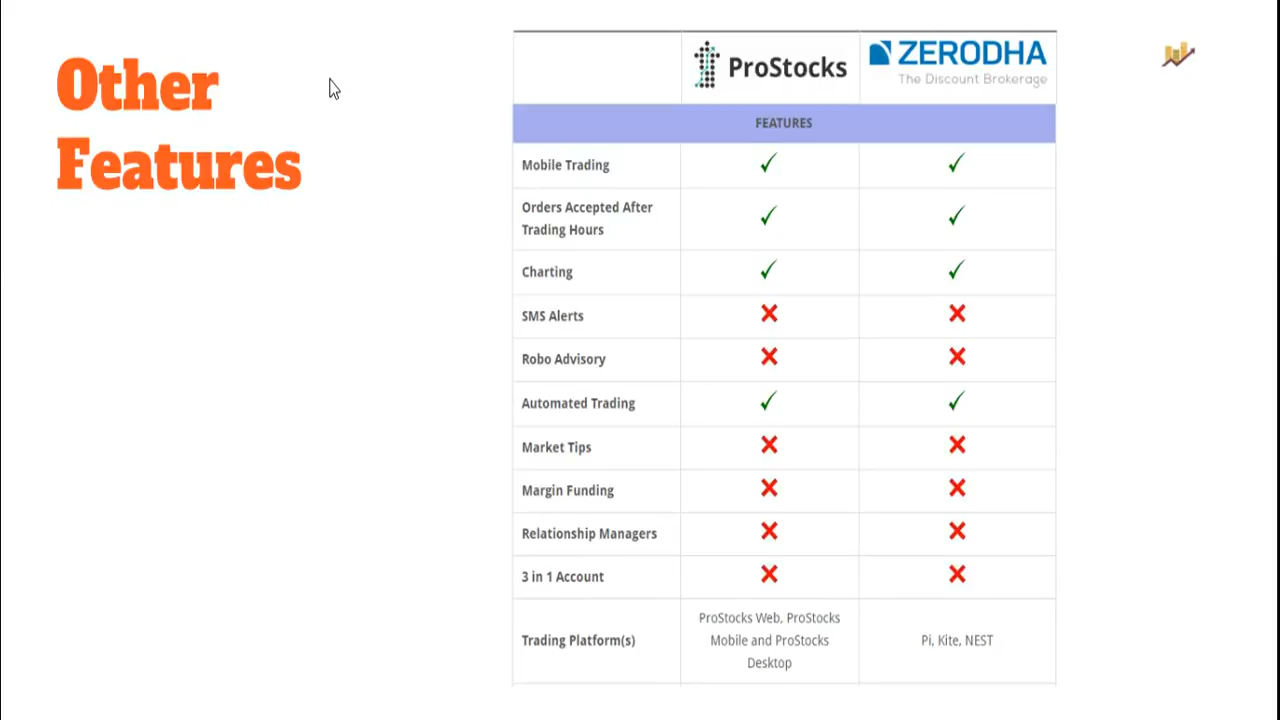 Other
Features
ProStocks
ZERODHA
The Discount Brokerage
FEATURES
Mobile Trading
Orders Accepted After
Trading Hours
Charting
SMS Alerts
Robo Advisory
Automated Trading
Market Tips
Margin Funding
Relationship Managers
3 in 1 Account
Trading Platform(s)
ProStocks Web, ProStocks
Mobile and ProStocks
Desktop
Pi, Kite, NEST